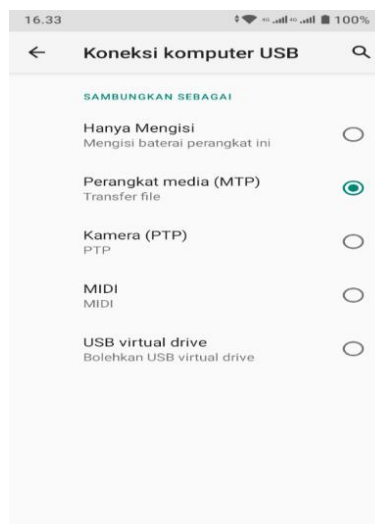 16.33
100%
Koneksi komputer USB
SAMBUNGKAN SEBAGAI
Hanya Mengisi
Mengisi baterai perangkat ini
Perangkat media (MTP)
Transfer file
Kamera (PTP)
PTP
MIDI
MIDI
USB virtual drive
Bolehkan USB virtual drive